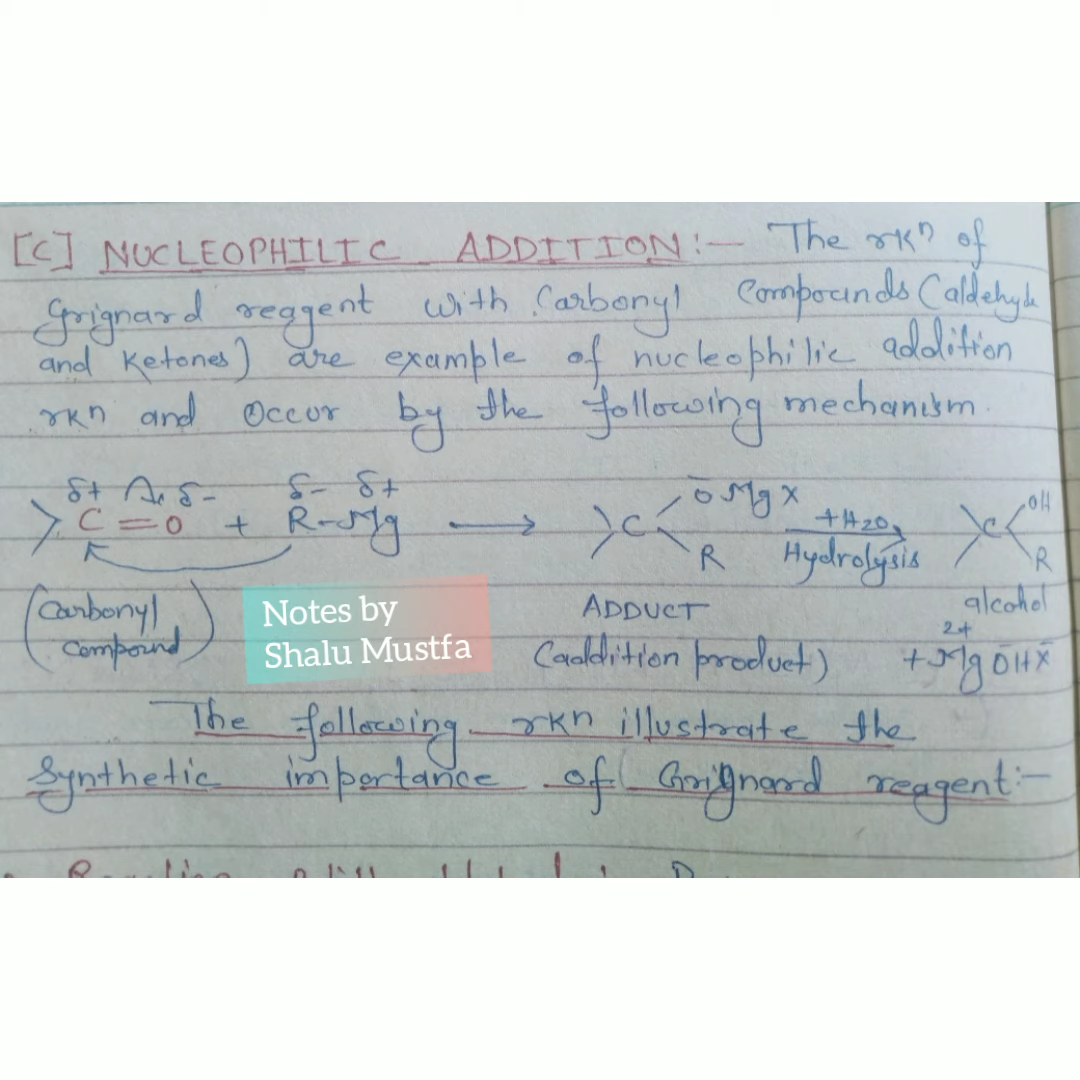 [C] NUCLEOPHILIC ADDITION:— The rxn of
Grignard reagent with Carbonyl Compounds (aldehyde
and Ketones) are example of nucleophilic addition
rxn and Occur by the following mechanism.
δ+ δ- δ- δ+
C=O + R-Mg → C ŌMgX R +H2O Hydrolysis C OH R
(Carbonyl compound)
ADDUCT
(addition product)
alcohol
+ Mg2+ ŌH X̄
Notes by
Shalu Mustfa
The following rxn illustrate the
Synthetic importance of Grignard reagent:—